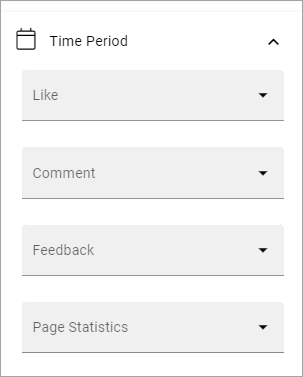 Time Period
Like
Comment
Feedback
Page Statistics